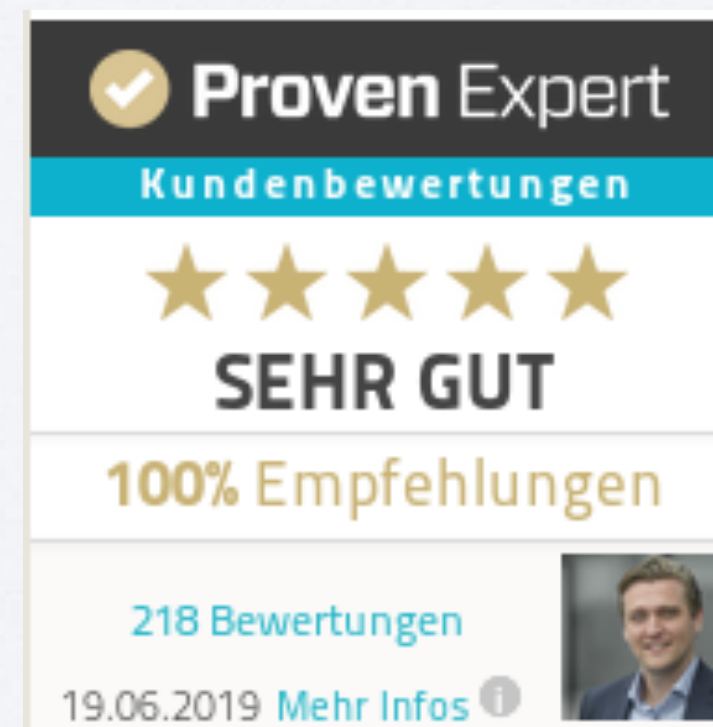 Proven Expert
Kundenbewertungen
SEHR GUT
100% Empfehlungen
218 Bewertungen
19.06.2019 Mehr Infos i